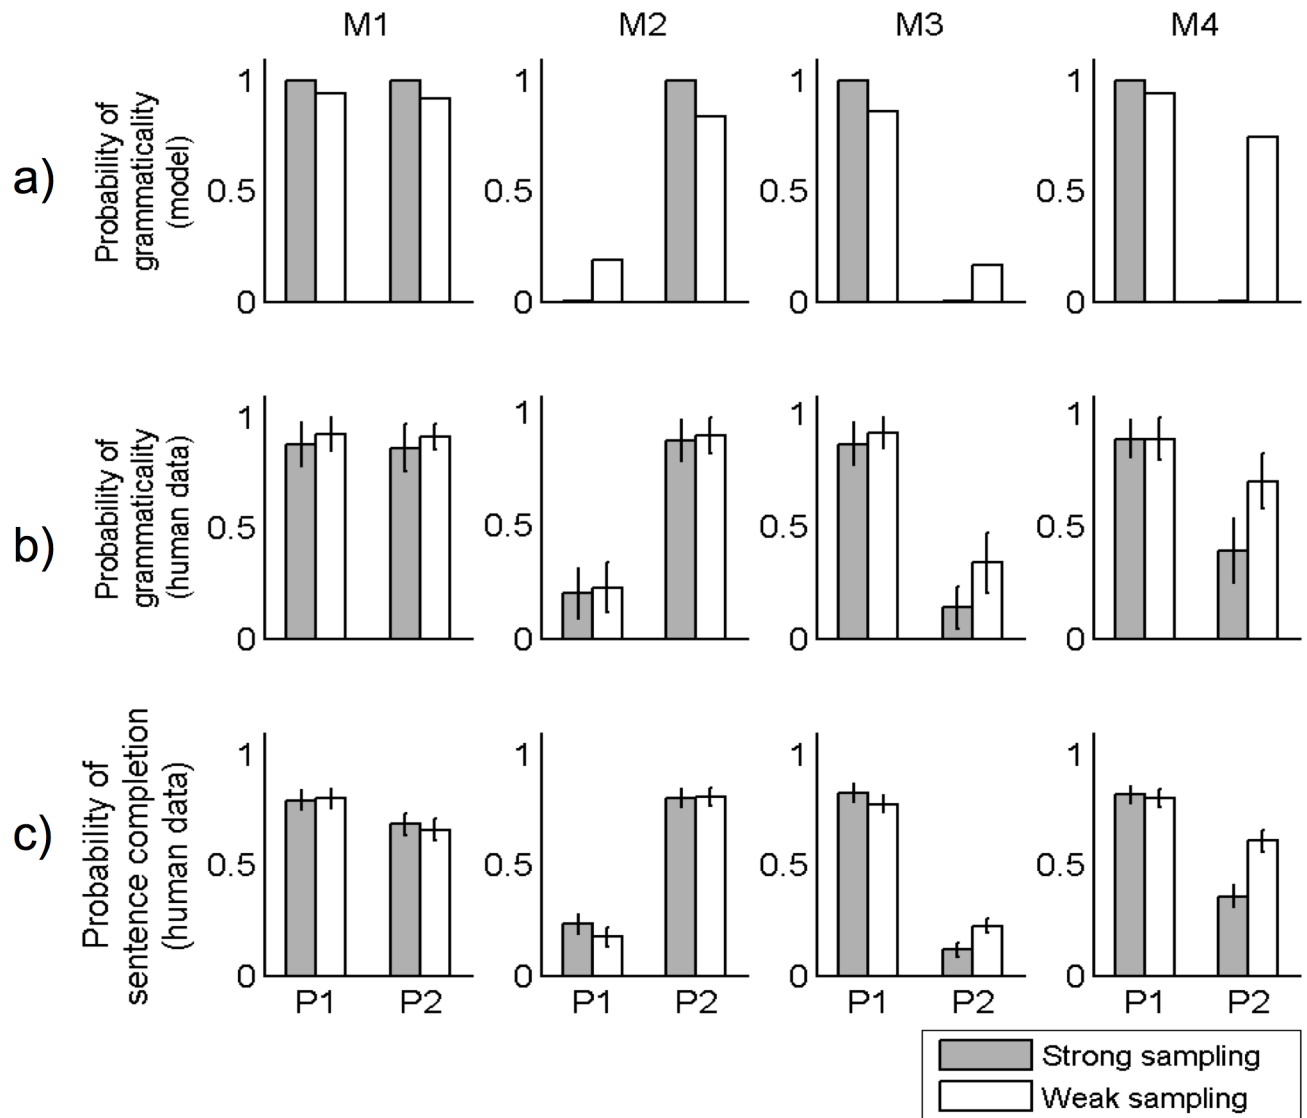 M1 M2 M3 M4
a)
Probability of
grammaticality
(model)
1 0.5 0
1 0.5 0
1 0.5 0
1 0.5 0
b)
Probability of
grammaticality
(human data)
1 0.5 0
1 0.5 0
1 0.5 0
1 0.5 0
c)
Probability of
sentence completion
(human data)
1 0.5 0
1 0.5 0
1 0.5 0
1 0.5 0
P1 P2 P1 P2 P1 P2 P1 P2
Strong sampling
Weak sampling